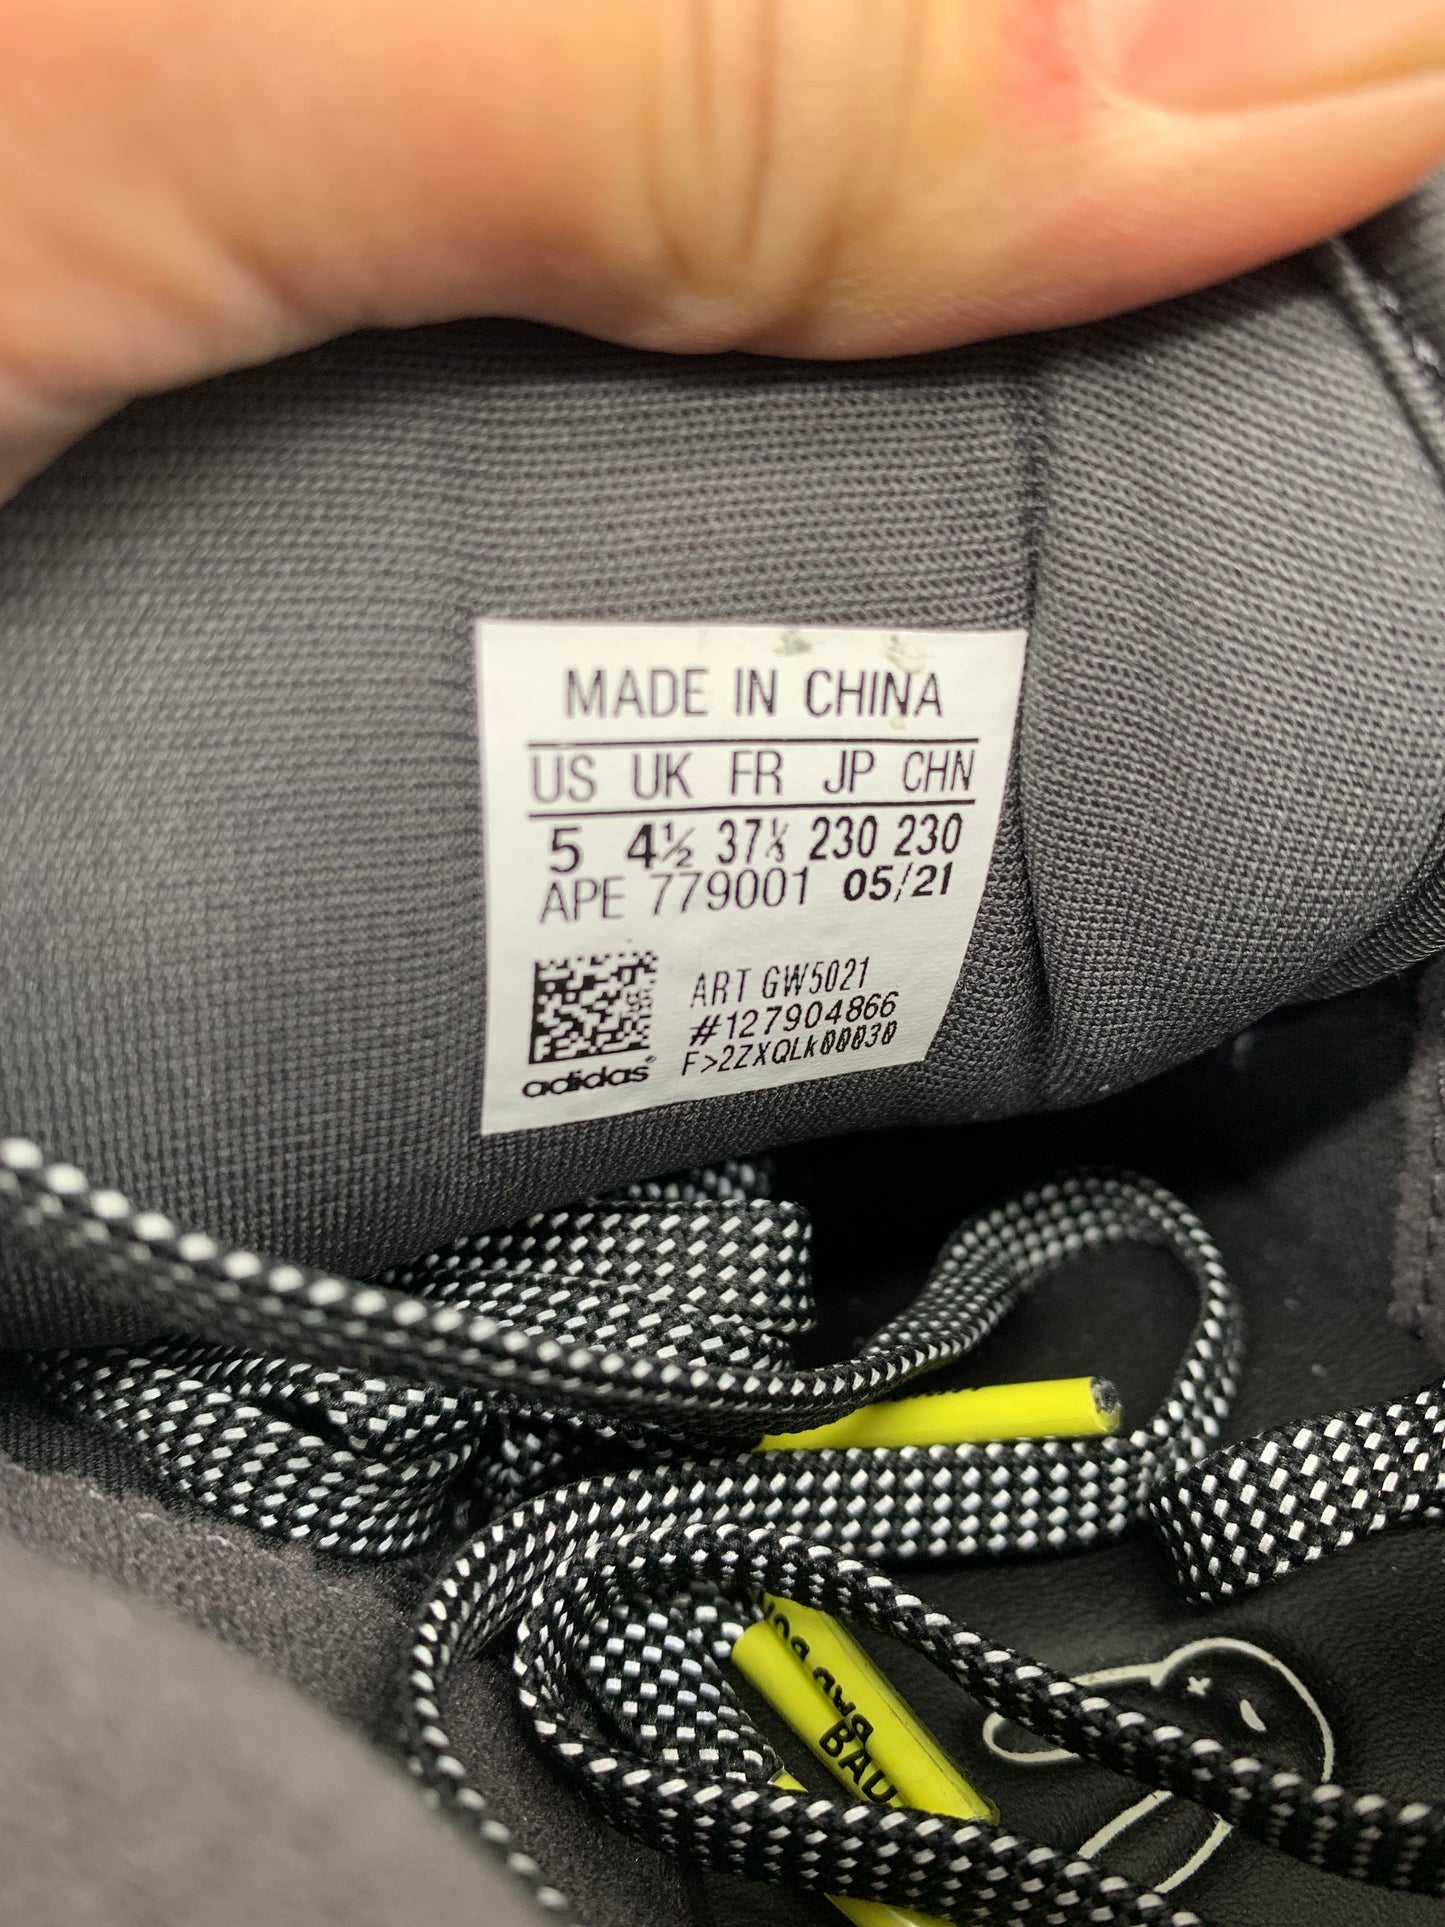 MADE IN CHINA
US UK FR JP CHN
5 4½ 37⅓ 230 230
APE 779001 05/21
ART GW5021
#127904866
F>2ZXQLk00030
adidas
BAD
BAD